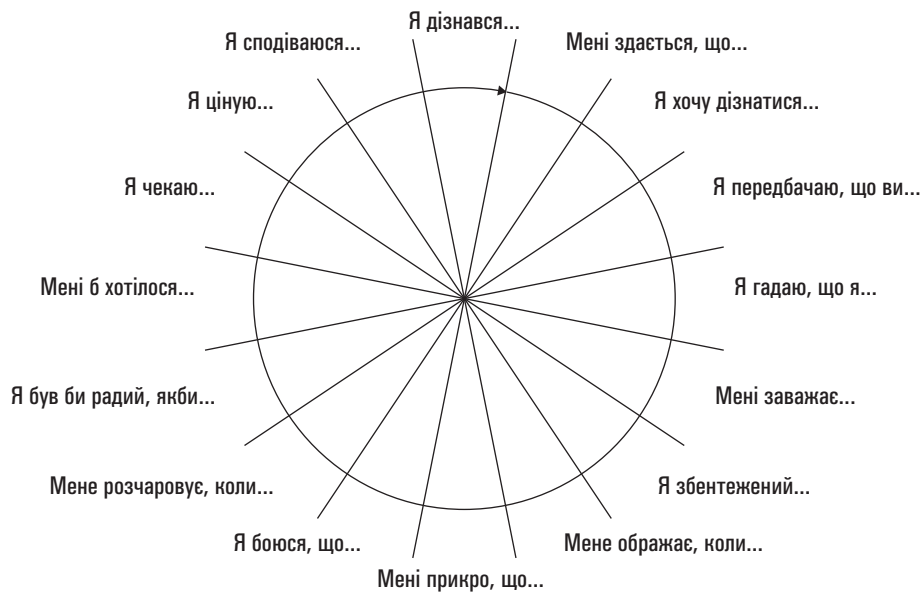 Я дізнався...
Мені здається, що...
Я хочу дізнатися...
Я передбачаю, що ви...
Я гадаю, що я...
Мені заважає...
Я збентежений...
Мене ображає, коли...
Мені прикро, що...
Я боюся, що...
Мене розчаровує, коли...
Я був би радий, якби...
Мені б хотілося...
Я чекаю...
Я ціную...
Я сподіваюся...